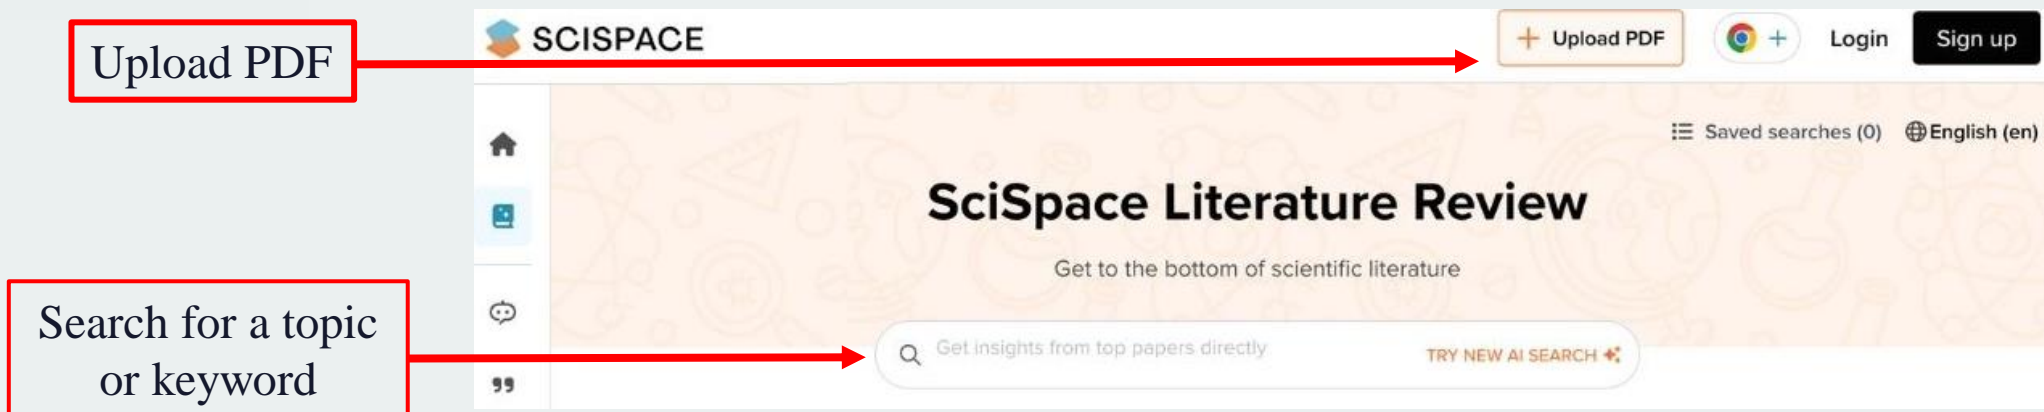 Upload PDF
SCISPACE
+ Upload PDF
+
Login
Sign up
Saved searches (0)
English (en)
SciSpace Literature Review
Get to the bottom of scientific literature
Search for a topic
or keyword
Get insights from top papers directly
TRY NEW AI SEARCH